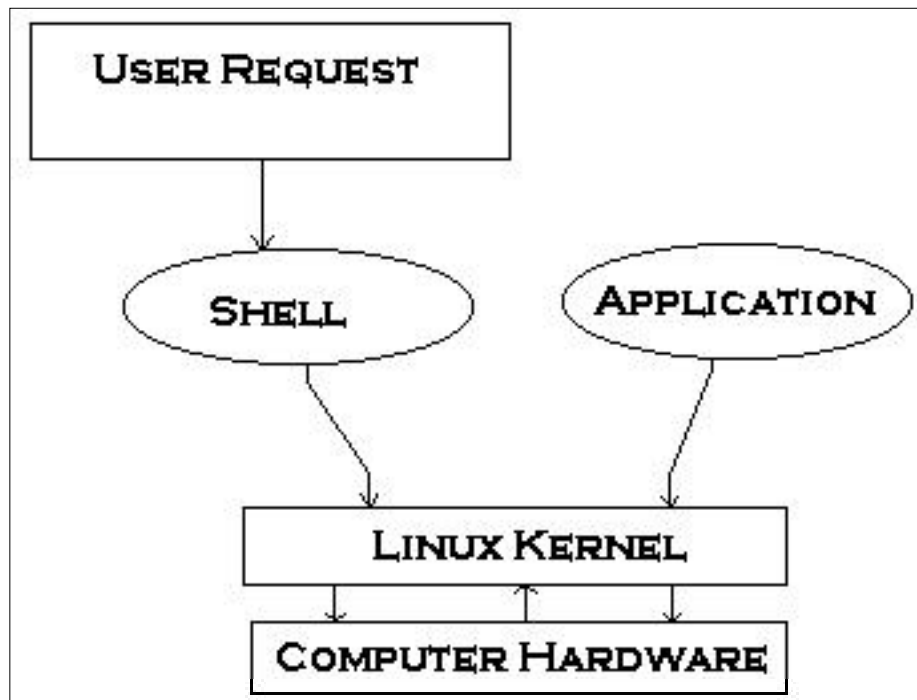 USER REQUEST
SHELL
APPLICATION
LINUX KERNEL
COMPUTER HARDWARE